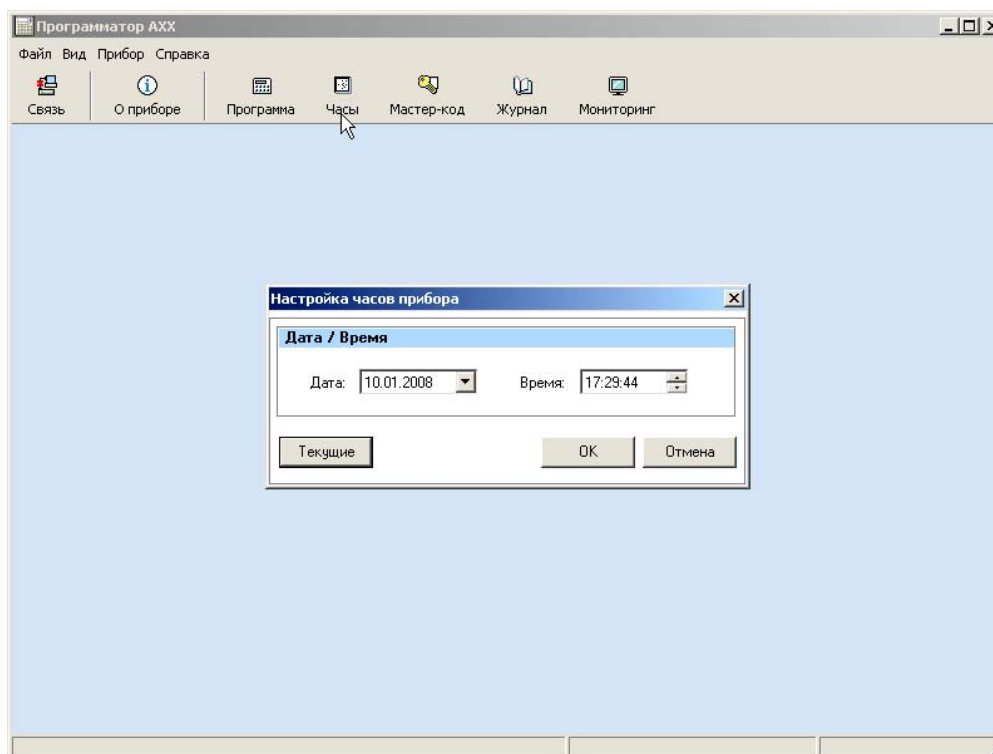 Программатор АХХ
Файл Вид Прибор Справка
Связь О приборе Программа Часы Мастер-код Журнал Мониторинг
Настройка часов прибора
Дата / Время
Дата: 10.01.2008 Время: 17:29:44
Текущие OK Отмена